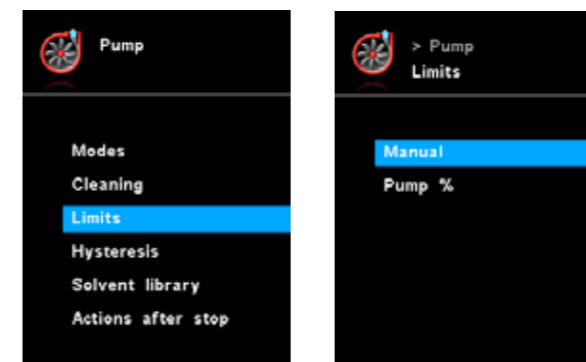 Pump
Modes
Cleaning
Limits
Hysteresis
Solvent library
Actions after stop
> Pump
Limits
Manual
Pump %